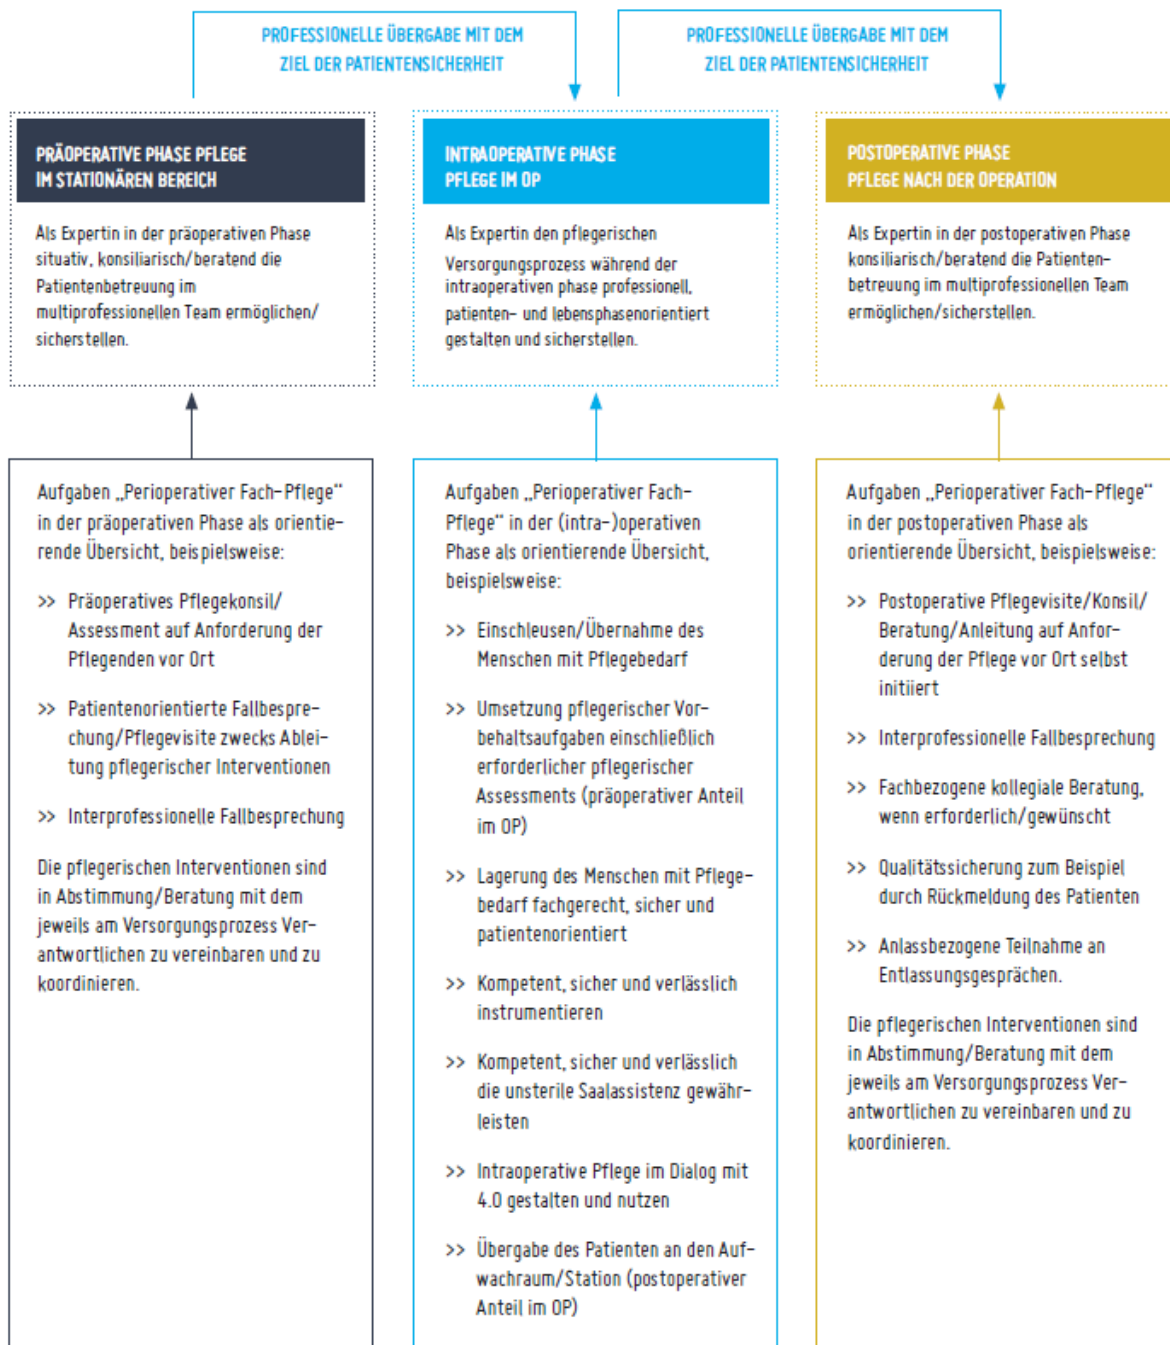 PROFESSIONELLE ÜBERGABE MIT DEM
ZIEL DER PATIENTENSICHERHEIT
PROFESSIONELLE ÜBERGABE MIT DEM
ZIEL DER PATIENTENSICHERHEIT
PRÄOPERATIVE PHASE PFLEGE
IM STATIONÄREN BEREICH
Als Expertin in der präoperativen Phase
situativ, konsiliarisch/beratend die
Patientenbetreuung im
multiprofessionellen Team ermöglichen/
sicherstellen.
INTRAOPERATIVE PHASE
PFLEGE IM OP
Als Expertin den pflegerischen
Versorgungsprozess während der
intraoperativen phase professionell,
patienten- und lebensphasenorientiert
gestalten und sicherstellen.
POSTOPERATIVE PHASE
PFLEGE NACH DER OPERATION
Als Expertin in der postoperativen Phase
konsiliarisch/beratend die Patienten-
betreuung im multiprofessionellen Team
ermöglichen/sicherstellen.
Aufgaben „Perioperativer Fach-Pflege“
in der präoperativen Phase als orientie-
rende Übersicht, beispielsweise:
>> Präoperatives Pflegekonsil/
Assessment auf Anforderung der
Pflegenden vor Ort
>> Patientenorientierte Fallbespre-
chung/Pflegevisite zwecks Ablei-
tung pflegerischer Interventionen
>> Interprofessionelle Fallbesprechung
Die pflegerischen Interventionen sind
in Abstimmung/Beratung mit dem
jeweils am Versorgungsprozess Ver-
antwortlichen zu vereinbaren und zu
koordinieren.
Aufgaben „Perioperativer Fach-
Pflege“ in der (intra-)operativen
Phase als orientierende Übersicht,
beispielsweise:
>> Einschleusen/Übernahme des
Menschen mit Pflegebedarf
>> Umsetzung pflegerischer Vor-
behaltsaufgaben einschließlich
erforderlicher pflegerischer
Assessments (präoperativer Anteil
im OP)
>> Lagerung des Menschen mit Pflege-
bedarf fachgerecht, sicher und
patientenorientiert
>> Kompetent, sicher und verlässlich
instrumentieren
>> Kompetent, sicher und verlässlich
die unsterile Saalassistenz gewähr-
leisten
>> Intraoperative Pflege im Dialog mit
4.0 gestalten und nutzen
>> Übergabe des Patienten an den Auf-
wachraum/Station (postoperativer
Anteil im OP)
Aufgaben „Perioperativer Fach-Pflege“
in der postoperativen Phase als
orientierende Übersicht, beispielsweise:
>> Postoperative Pflegevisite/Konsil/
Beratung/Anleitung auf Anfor-
derung der Pflege vor Ort selbst
initiiert
>> Interprofessionelle Fallbesprechung
>> Fachbezogene kollegiale Beratung,
wenn erforderlich/gewünscht
>> Qualitätssicherung zum Beispiel
durch Rückmeldung des Patienten
>> Anlassbezogene Teilnahme an
Entlassungsgesprächen.
Die pflegerischen Interventionen sind
in Abstimmung/Beratung mit dem
jeweils am Versorgungsprozess Ver-
antwortlichen zu vereinbaren und zu
koordinieren.